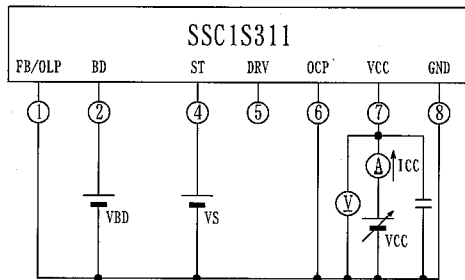 SSC1S311
FB/OLP BD ST DRV OCP VCC GND
1 2 4 5 6 7 8
A ICC
V
VBD VS VCC